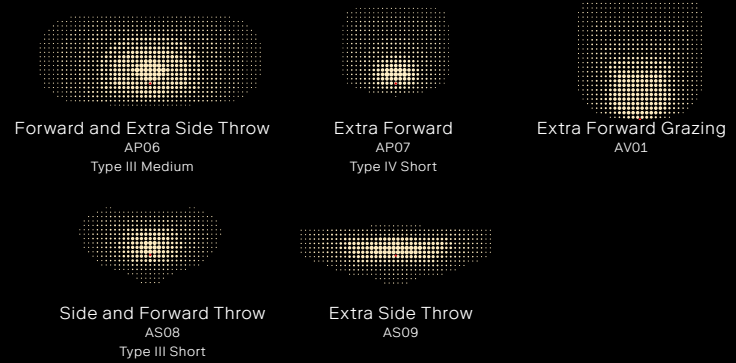 Forward and Extra Side Throw
AP06
Type III Medium
Extra Forward
AP07
Type IV Short
Extra Forward Grazing
AV01
Side and Forward Throw
AS08
Type III Short
Extra Side Throw
AS09